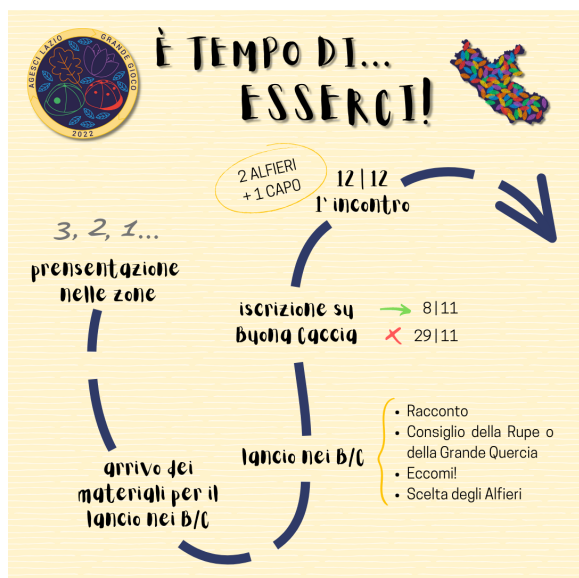 AGESCI LAZIO GRANDE GIOCO
2022
È TEMPO DI...
ESSERCI!
3, 2, 1...
prensentazione
nelle zone
arrivo dei
materiali per il
lancio nei B/C
lancio nei B/C
• Racconto
• Consiglio della Rupe o
della Grande Quercia
• Eccomi!
• Scelta degli Alfieri
iscrizione su
Buona Caccia
8|11
29|11
2 ALFIERI
+ 1 CAPO
12|12
1° incontro